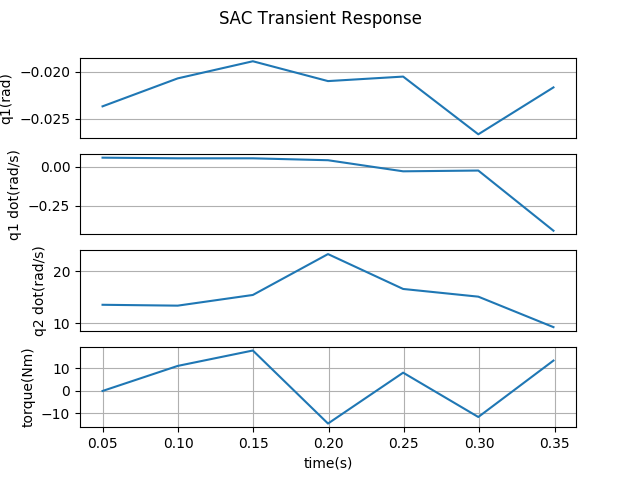 SAC Transient Response
q1(rad)
−0.020
−0.025
q1 dot(rad/s)
0.00
−0.25
q2 dot(rad/s)
20
10
torque(Nm)
10
0
−10
0.05 0.10 0.15 0.20 0.25 0.30 0.35
time(s)